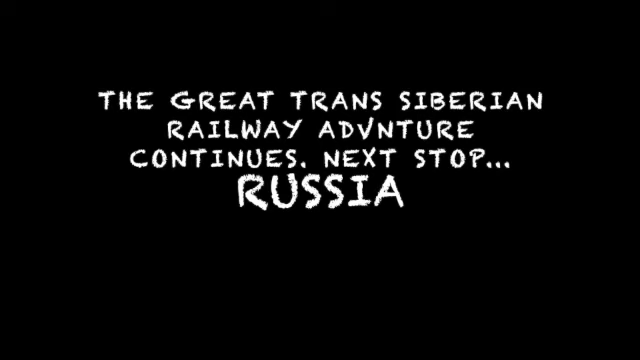 THE GREAT TRANS SIBERIAN
RAILWAY ADVNTURE
CONTINUES. NEXT STOP...
RUSSIA